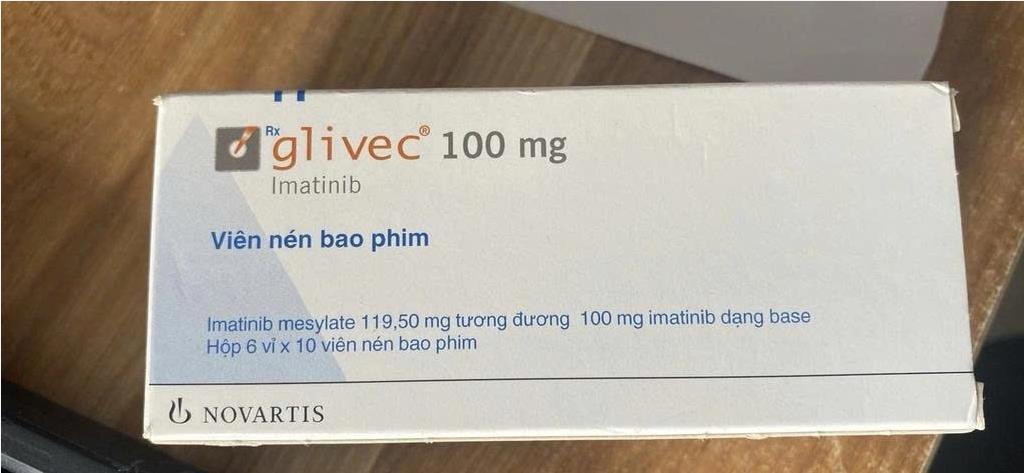 Rx glivec® 100 mg
Imatinib
Viên nén bao phim
Imatinib mesylate 119,50 mg tương đương 100 mg imatinib dạng base
Hộp 6 vỉ x 10 viên nén bao phim
NOVARTIS